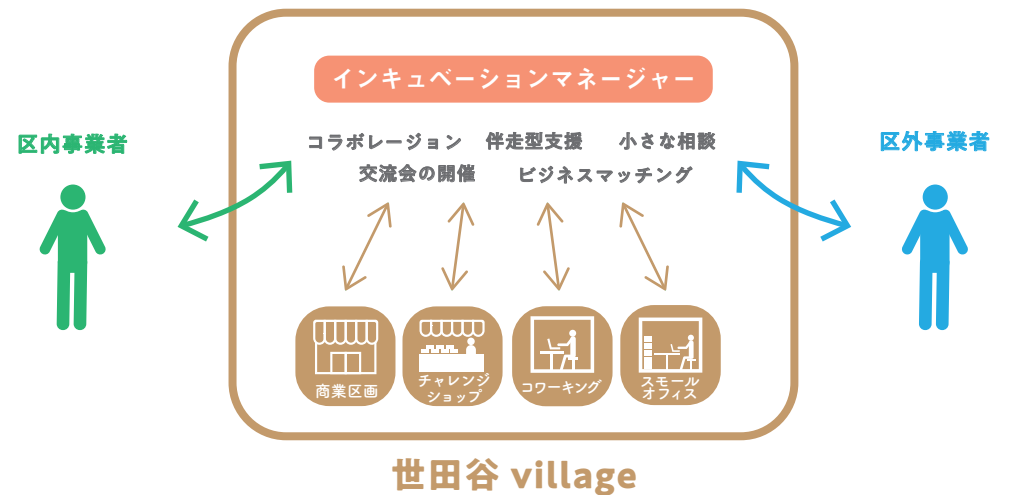 インキュベーションマネージャー
区内事業者
コラボレージョン 伴走型支援 小さな相談
区外事業者
交流会の開催 ビジネスマッチング
商業区画
チャレンジ
ショップ
コワーキング
スモール
オフィス
世田谷 village